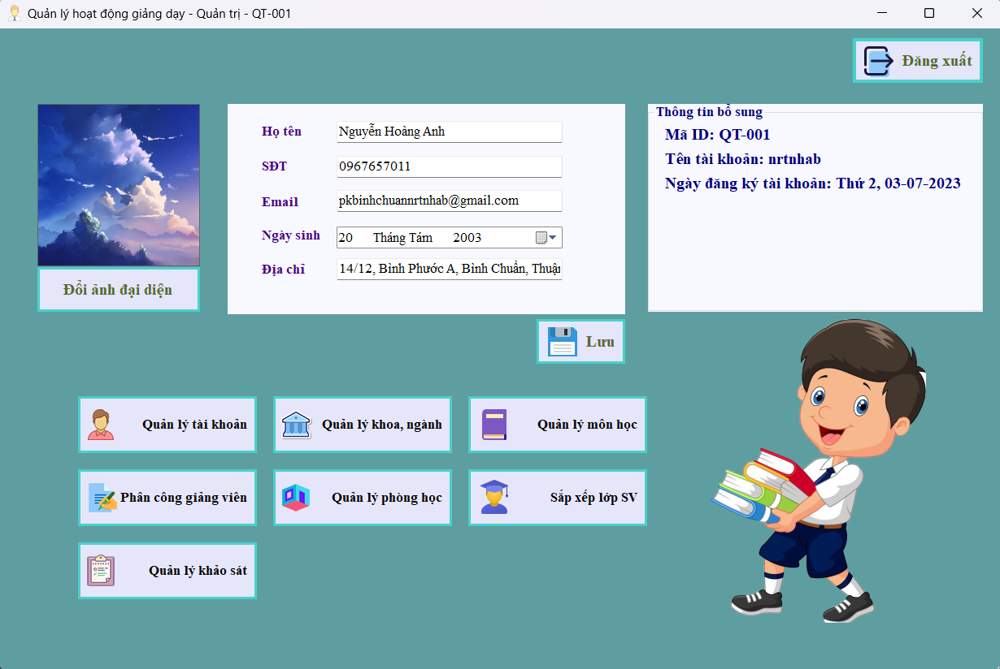 Quản lý hoạt động giảng dạy - Quản trị - QT-001
Đăng xuất
Họ tên
Nguyễn Hoàng Anh
SĐT
0967657011
Email
pkbinhchuannrtnhab@gmail.com
Ngày sinh
20 Tháng Tám 2003
Địa chỉ
14/12, Bình Phước A, Bình Chuẩn, Thuận
Thông tin bổ sung
Mã ID: QT-001
Tên tài khoản: nrtnhab
Ngày đăng ký tài khoản: Thứ 2, 03-07-2023
Đổi ảnh đại diện
Lưu
Quản lý tài khoản
Quản lý khoa, ngành
Quản lý môn học
Phân công giảng viên
Quản lý phòng học
Sắp xếp lớp SV
Quản lý khảo sát